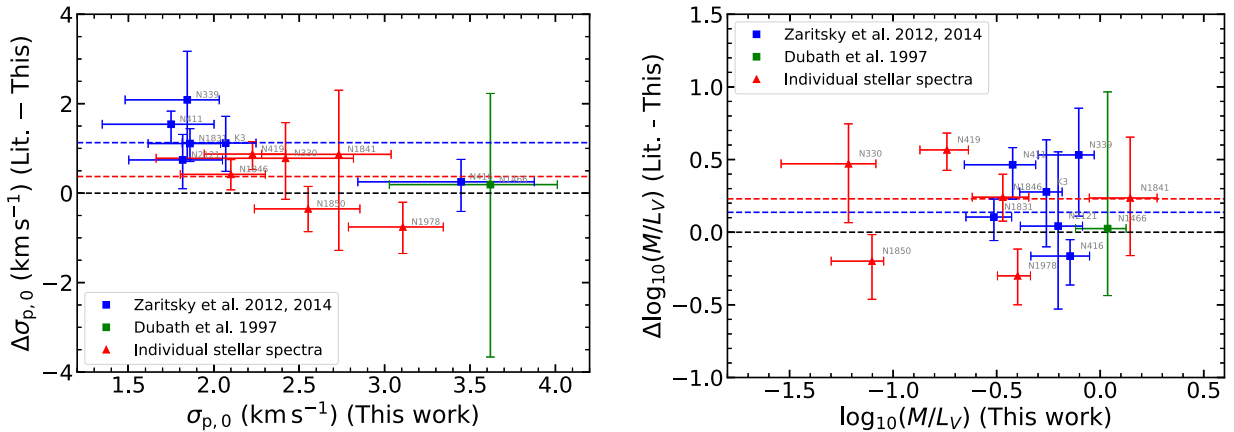 4
2
0
−2
−4
Δσp, 0 (km s−1) (Lit. − This)
N339
N411
N1831
K3
N2121
N419
N330
N1841
N1846
N1850
N1978
N416
N1466
Zaritsky et al. 2012, 2014
Dubath et al. 1997
Individual stellar spectra
1.5 2.0 2.5 3.0 3.5 4.0
σp, 0 (km s−1) (This work)
1.5
1.0
0.5
0.0
−0.5
−1.0
Δlog10(M/LV) (Lit. - This)
Zaritsky et al. 2012, 2014
Dubath et al. 1997
Individual stellar spectra
N419
N330
N339
N411
K3
N1846
N1841
N1831
N2121
N1466
N416
N1850
N1978
−1.5 −1.0 −0.5 0.0 0.5
log10(M/LV) (This work)